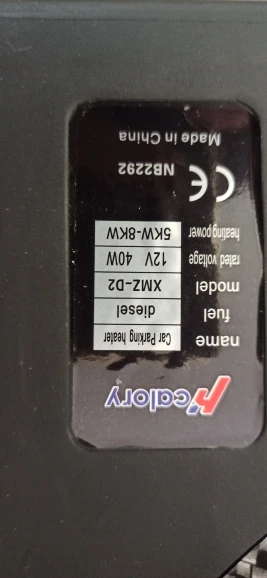 Hcalory
name Car Parking heater
fuel diesel
model XMZ-D2
rated voltage 12V 40W
heating power 5KW-8KW
CE NB2292
Made in China